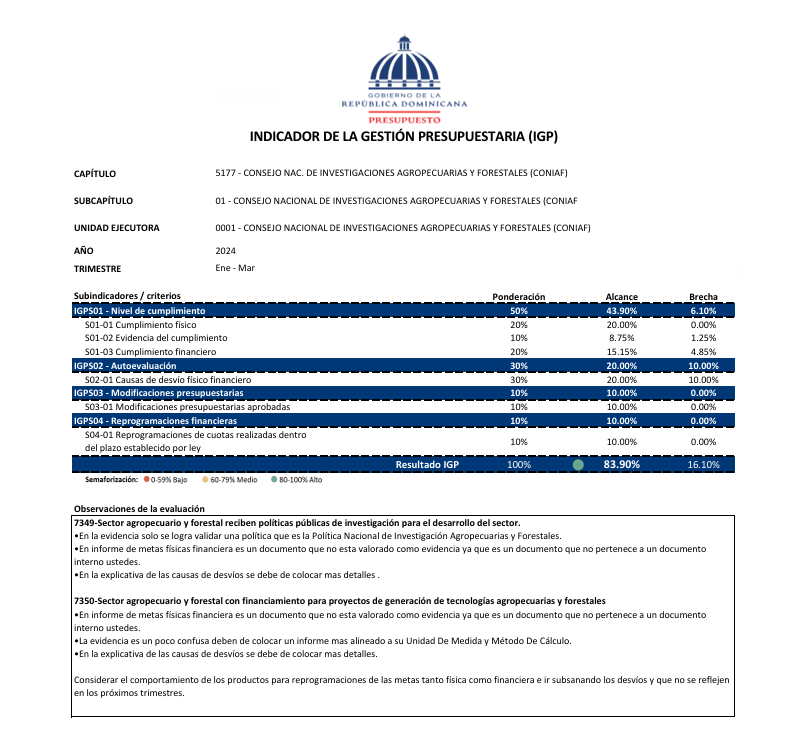 GOBIERNO DE LA
REPÚBLICA DOMINICANA
PRESUPUESTO
INDICADOR DE LA GESTIÓN PRESUPUESTARIA (IGP)
CAPÍTULO 5177 - CONSEJO NAC. DE INVESTIGACIONES AGROPECUARIAS Y FORESTALES (CONIAF)
SUBCAPÍTULO 01 - CONSEJO NACIONAL DE INVESTIGACIONES AGROPECUARIAS Y FORESTALES (CONIAF
UNIDAD EJECUTORA 0001 - CONSEJO NACIONAL DE INVESTIGACIONES AGROPECUARIAS Y FORESTALES (CONIAF)
AÑO 2024
TRIMESTRE Ene - Mar
Subindicadores / criterios Ponderación Alcance Brecha
IGPS01 - Nivel de cumplimiento 50% 43.90% 6.10%
S01-01 Cumplimiento físico 20% 20.00% 0.00%
S01-02 Evidencia del cumplimiento 10% 8.75% 1.25%
S01-03 Cumplimiento financiero 20% 15.15% 4.85%
IGPS02 - Autoevaluación 30% 20.00% 10.00%
S02-01 Causas de desvío físico financiero 30% 20.00% 10.00%
IGPS03 - Modificaciones presupuestarias 10% 10.00% 0.00%
S03-01 Modificaciones presupuestarias aprobadas 10% 10.00% 0.00%
IGPS04 - Reprogramaciones financieras 10% 10.00% 0.00%
S04-01 Reprogramaciones de cuotas realizadas dentro
del plazo establecido por ley 10% 10.00% 0.00%
Resultado IGP 100% 83.90% 16.10%
Semaforización: 0-59% Bajo 60-79% Medio 80-100% Alto
Observaciones de la evaluación
7349-Sector agropecuario y forestal reciben políticas públicas de investigación para el desarrollo del sector.
•En la evidencia solo se logra validar una política que es la Política Nacional de Investigación Agropecuarias y Forestales.
•En informe de metas físicas financiera es un documento que no esta valorado como evidencia ya que es un documento que no pertenece a un documento
interno ustedes.
•En la explicativa de las causas de desvíos se debe de colocar mas detalles .
7350-Sector agropecuario y forestal con financiamiento para proyectos de generación de tecnologías agropecuarias y forestales
•En informe de metas físicas financiera es un documento que no esta valorado como evidencia ya que es un documento que no pertenece a un documento
interno ustedes.
•La evidencia es un poco confusa deben de colocar un informe mas alineado a su Unidad De Medida y Método De Cálculo.
•En la explicativa de las causas de desvíos se debe de colocar mas detalles.
Considerar el comportamiento de los productos para reprogramaciones de las metas tanto física como financiera e ir subsanando los desvíos y que no se reflejen
en los próximos trimestres.